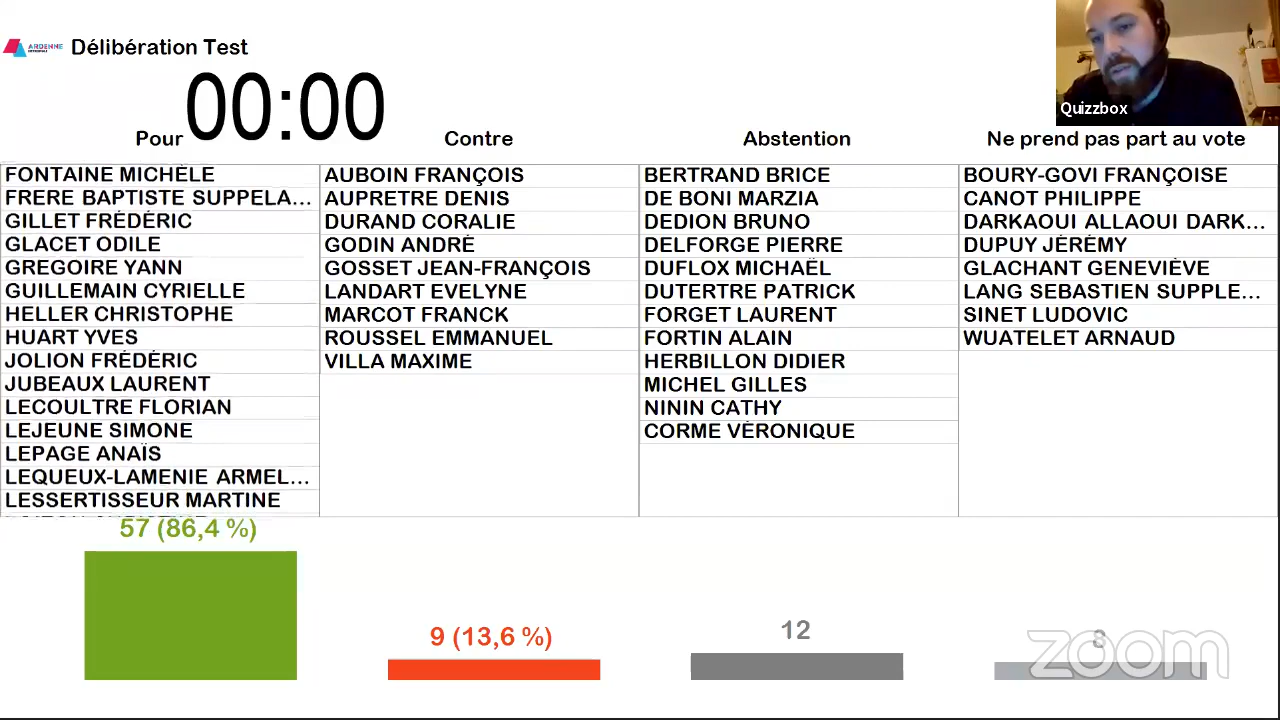 ARDENNE
Délibération Test
00:00
Quizzbox
Pour
Contre
Abstention
Ne prend pas part au vote
FONTAINE MICHÈLE
FRERE BAPTISTE SUPPELA...
GILLET FRÉDÉRIC
GLACET ODILE
GREGOIRE YANN
GUILLEMAIN CYRIELLE
HELLER CHRISTOPHE
HUART YVES
JOLION FRÉDÉRIC
JUBEAUX LAURENT
LECOULTRE FLORIAN
LEJEUNE SIMONE
LEPAGE ANAÏS
LEQUEUX-LAMENIE ARMEL...
LESSERTISSEUR MARTINE
AUBOIN FRANÇOIS
AUPRETRE DENIS
DURAND CORALIE
GODIN ANDRÉ
GOSSET JEAN-FRANÇOIS
LANDART EVELYNE
MARCOT FRANCK
ROUSSEL EMMANUEL
VILLA MAXIME
BERTRAND BRICE
DE BONI MARZIA
DEDION BRUNO
DELFORGE PIERRE
DUFLOX MICHAËL
DUTERTRE PATRICK
FORGET LAURENT
FORTIN ALAIN
HERBILLON DIDIER
MICHEL GILLES
NININ CATHY
CORME VÉRONIQUE
BOURY-GOVI FRANÇOISE
CANOT PHILIPPE
DARKAOUI ALLAOUI DARK...
DUPUY JÉRÉMY
GLACHANT GENEVIÈVE
LANG SEBASTIEN SUPPLE...
SINET LUDOVIC
WUATELET ARNAUD
57 (86,4 %)
9 (13,6 %)
12
8
zoom